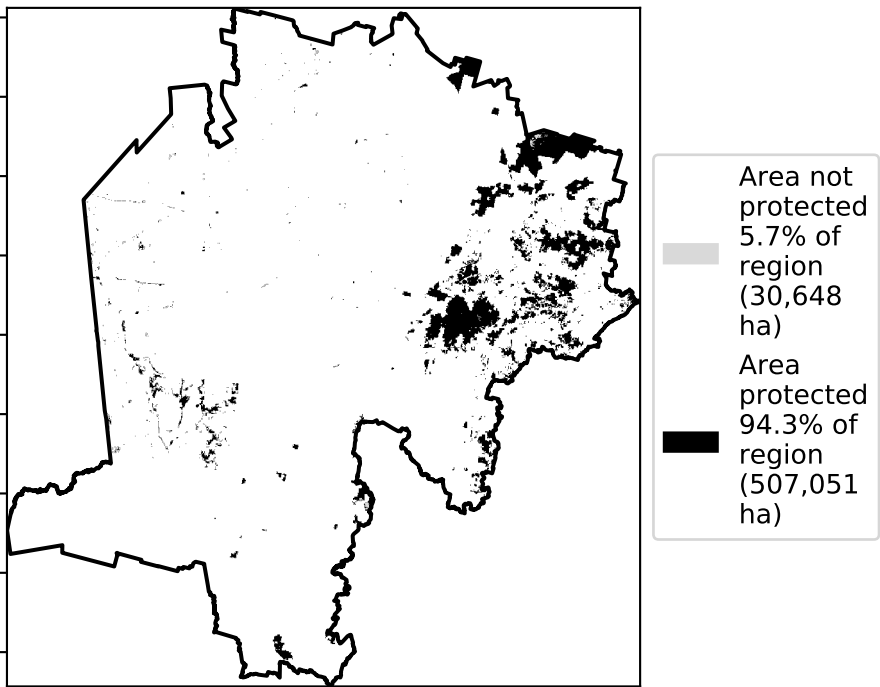 Area not
protected
5.7% of
region
(30,648
ha)
Area
protected
94.3% of
region
(507,051
ha)